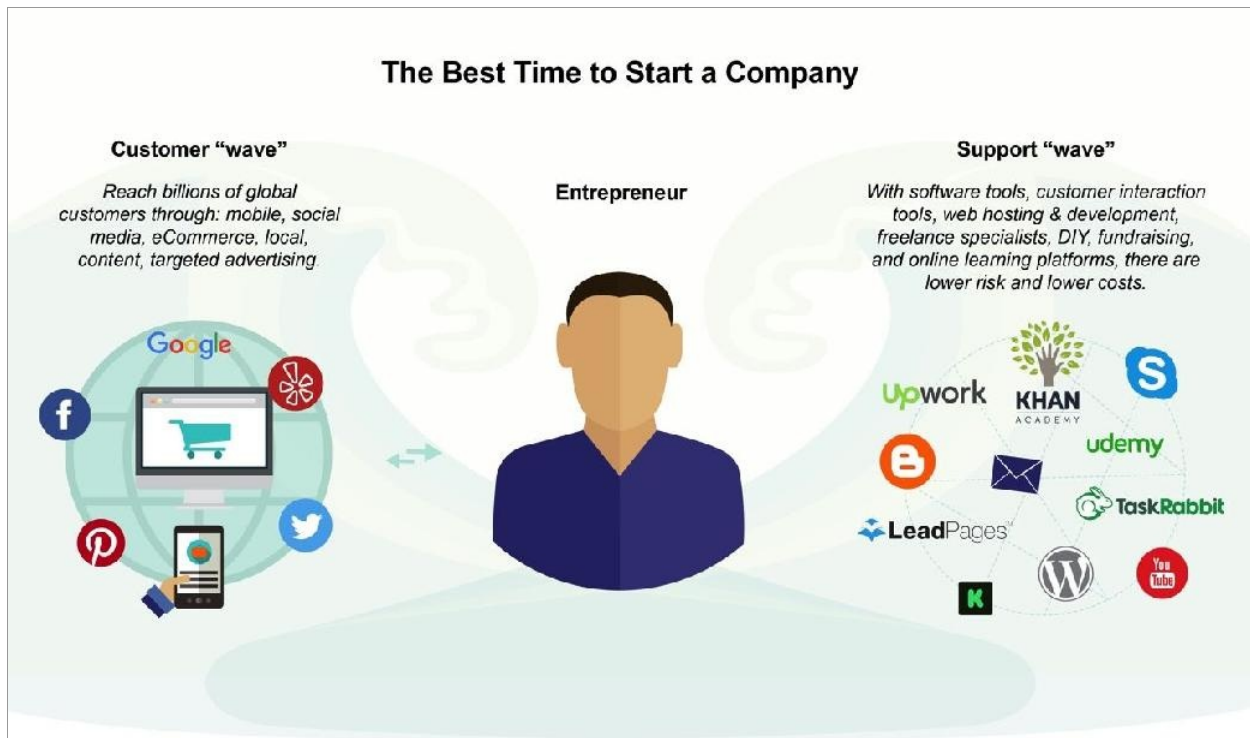 The Best Time to Start a Company
Customer “wave”
Reach billions of global
customers through: mobile, social
media, eCommerce, local,
content, targeted advertising.
Google
f
Entrepreneur
Support “wave”
With software tools, customer interaction
tools, web hosting & development,
freelance specialists, DIY, fundraising,
and online learning platforms, there are
lower risk and lower costs.
Upwork
KHAN
ACADEMY
S
B
udemy
TaskRabbit
LeadPages™
K
W
You
Tube